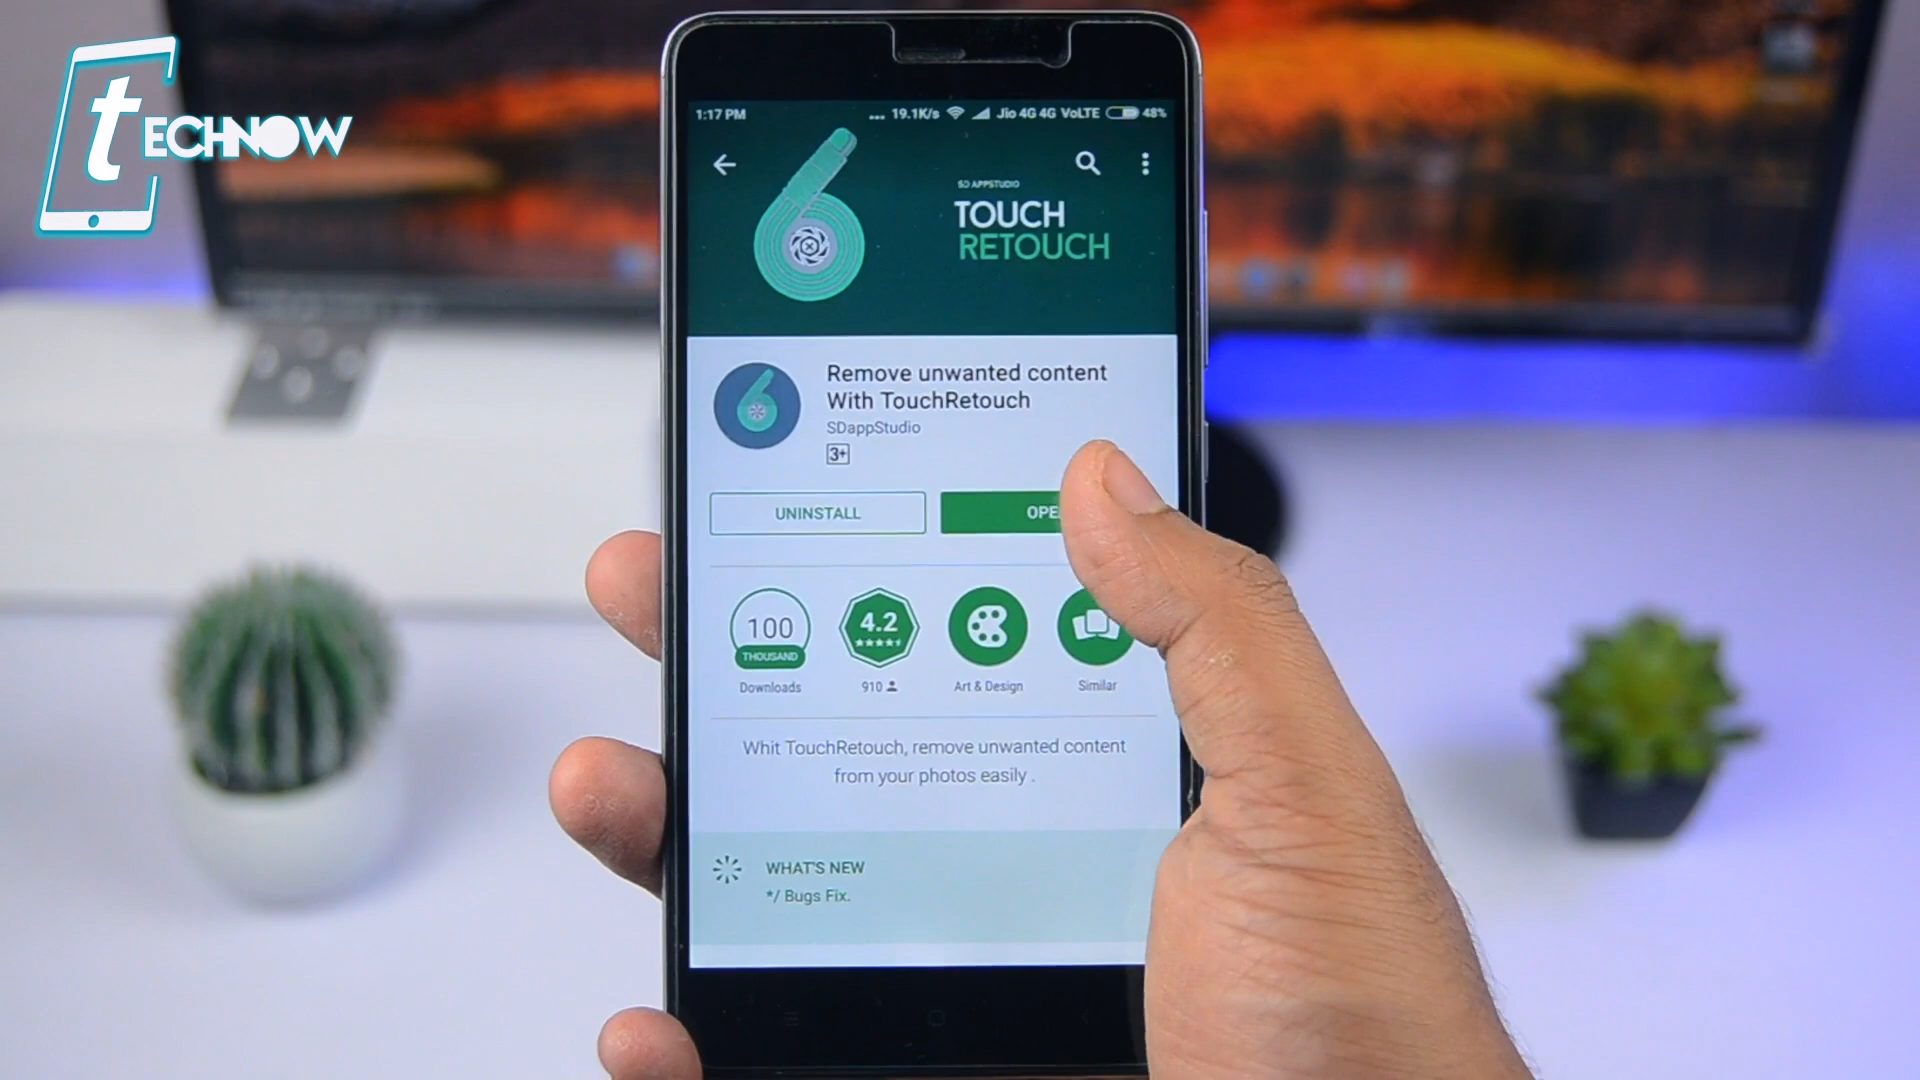 tECHNOW
1:17 PM
... 19.1K/s Jio 4G 4G VoLTE 48%
SD APPSTUDIO
TOUCH
RETOUCH
Remove unwanted content
With TouchRetouch
SDappStudio
3+
UNINSTALL
OPE
100
THOUSAND
4.2
Downloads
910
Art & Design
Similar
Whit TouchRetouch, remove unwanted content
from your photos easily .
WHAT'S NEW
*/ Bugs Fix.